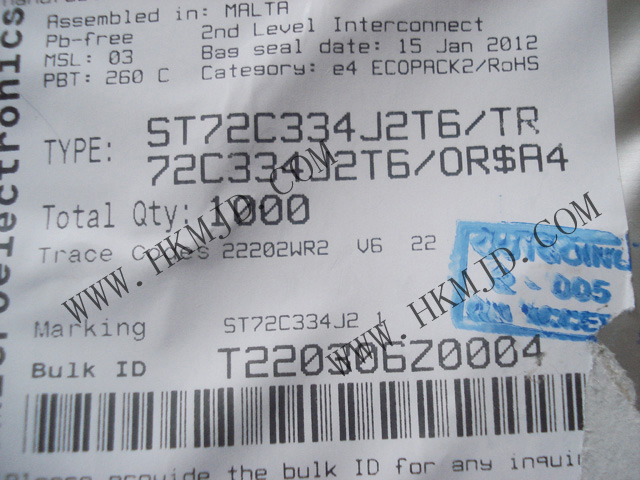 Assembled in: MALTA
Pb-free 2nd Level Interconnect
MSL: 03 Bag seal date: 15 Jan 2012
PBT: 260 C Category: e4 ECOPACK2/RoHS
TYPE: ST72C334J2T6/TR
72C334J2T6/OR$A4
Total Qty: 1000
Trace Codes 22202WR2 V6 22
WWW.HKMJD.COM
WWW.HKMJD.COM
005
Marking ST72C334J2
Bulk ID T220306Z0004
Please provide the bulk ID for any